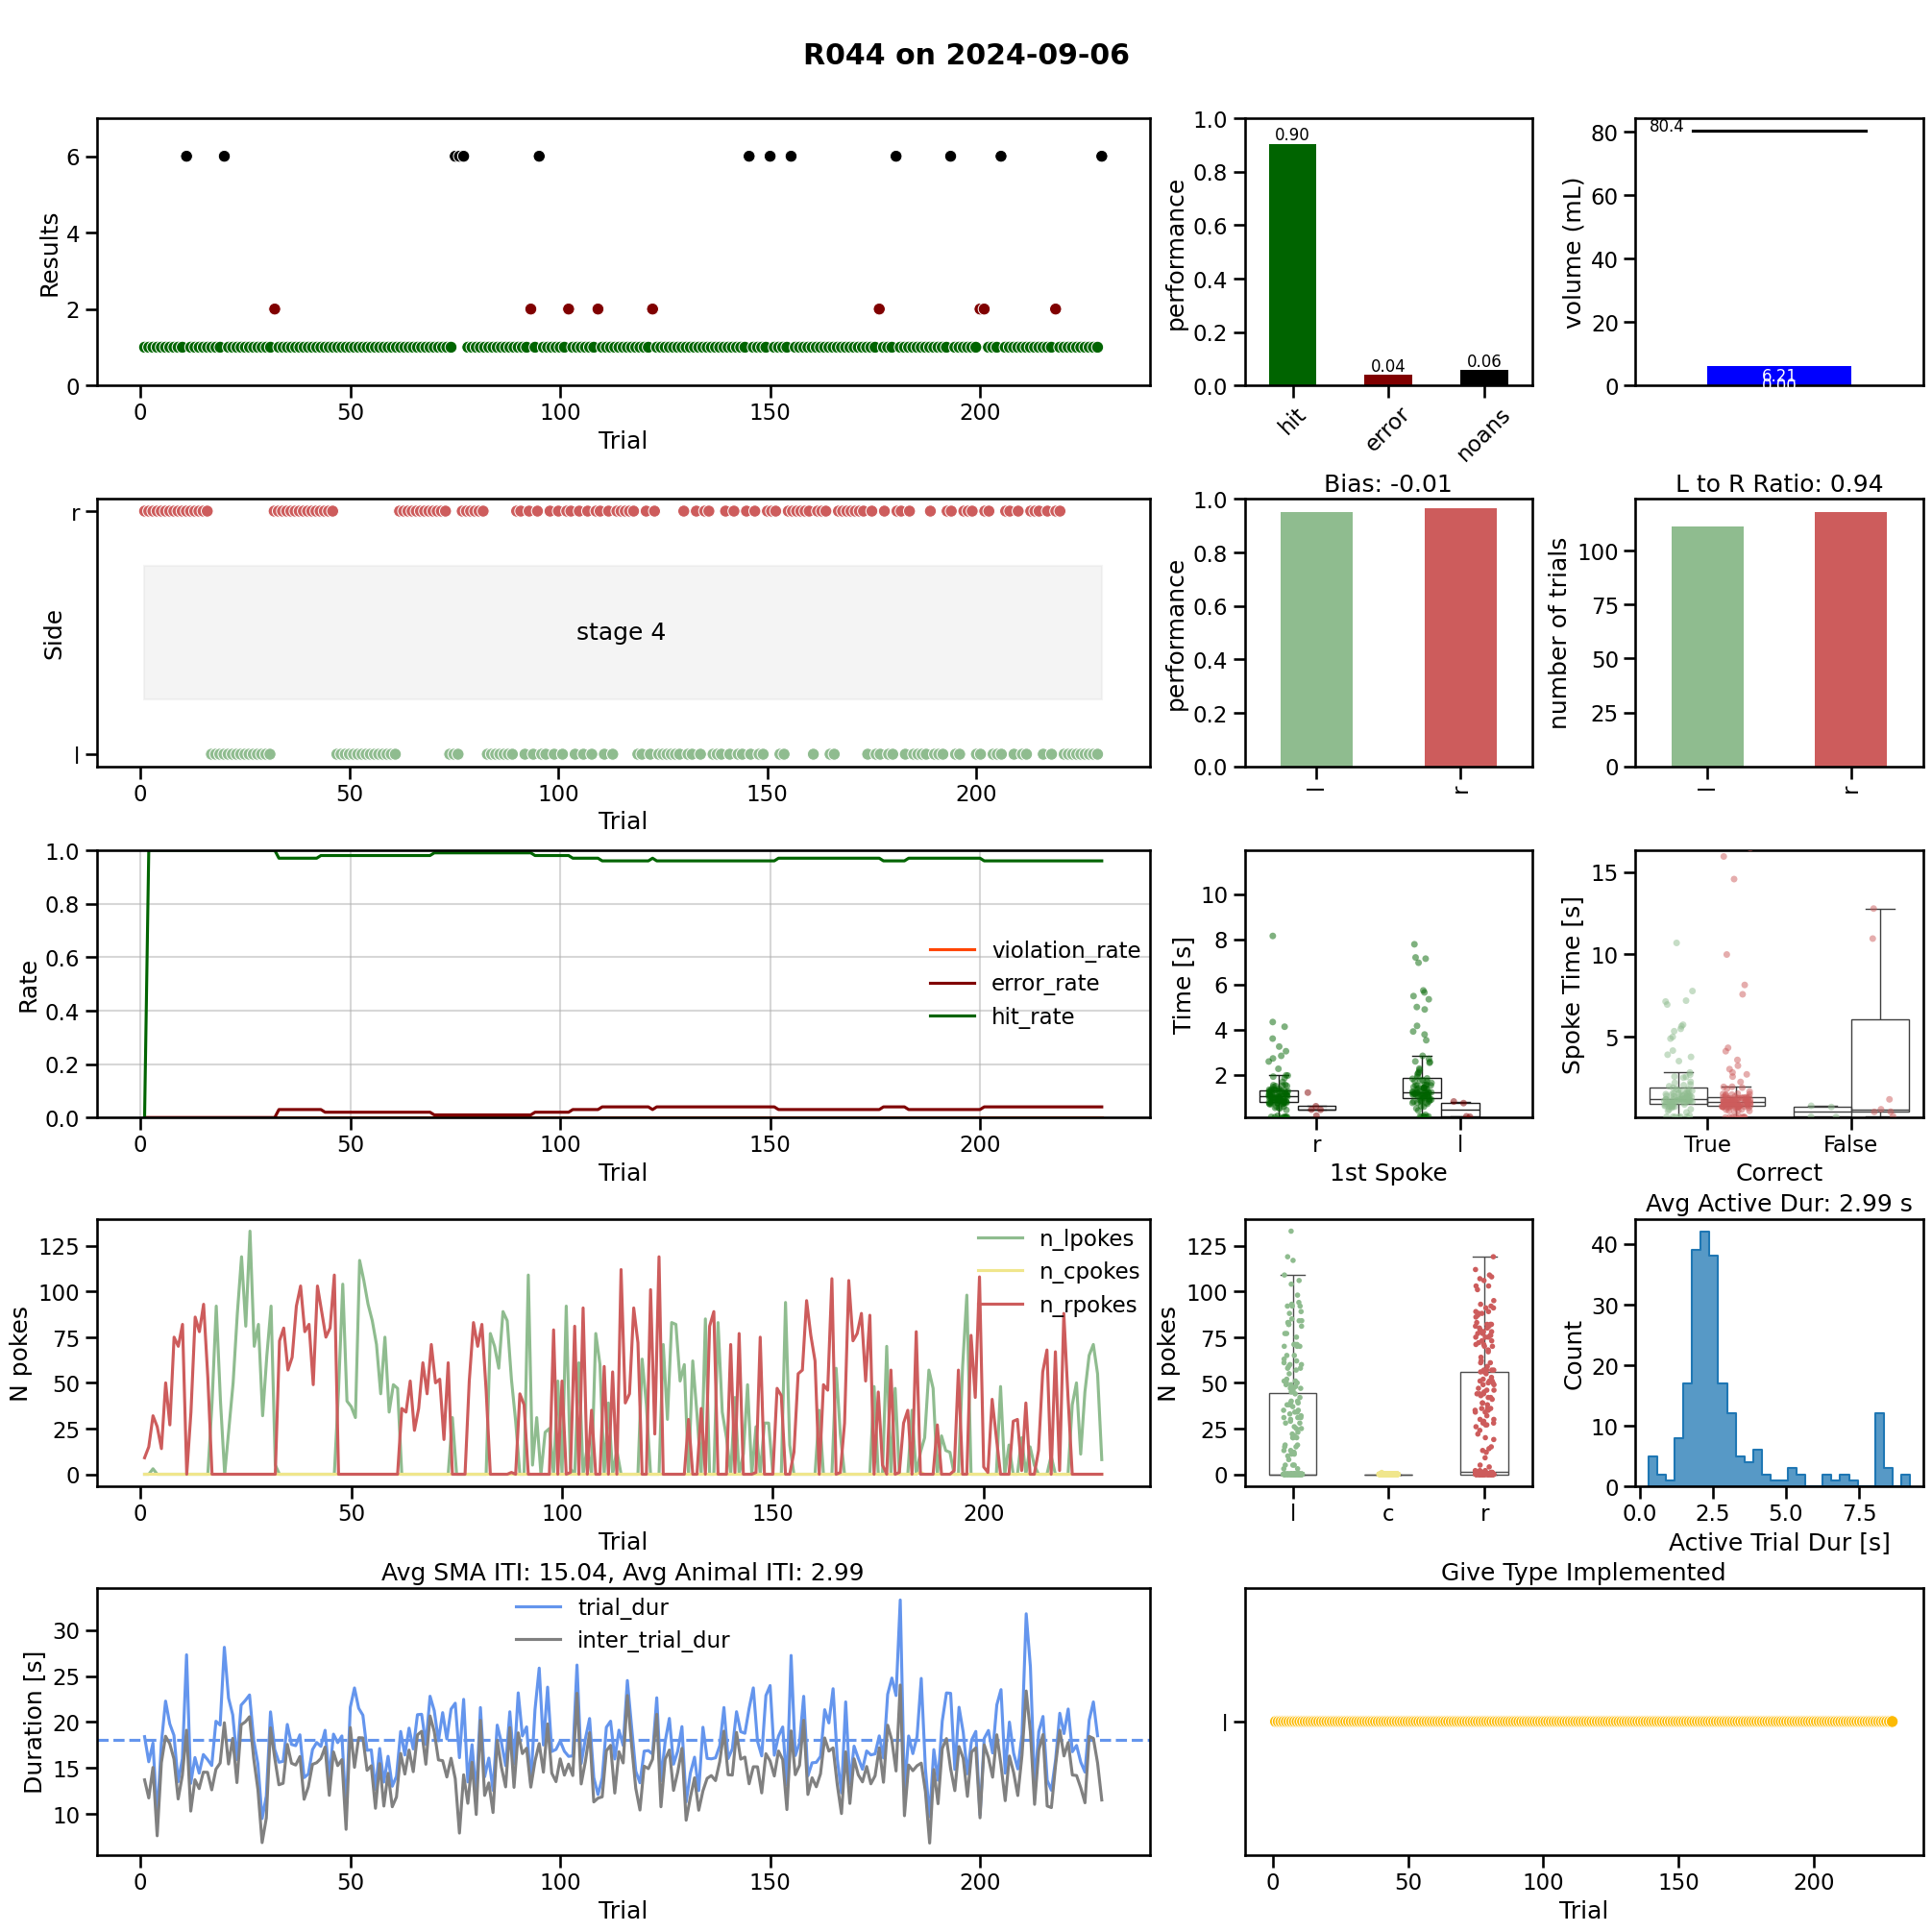 R044 on 2024-09-06
Results
6
4
2
0
0
50
100
150
200
Trial
performance
1.0
0.8
0.6
0.4
0.2
0.0
0.90
0.04
0.06
hit
error
noans
volume (mL)
80
60
40
20
0
80.4
6.21
0.00
Side
r
l
stage 4
0
50
100
150
200
Trial
Bias: -0.01
performance
1.0
0.8
0.6
0.4
0.2
0.0
l
r
L to R Ratio: 0.94
number of trials
100
75
50
25
0
l
r
Rate
1.0
0.8
0.6
0.4
0.2
0.0
violation_rate
error_rate
hit_rate
0
50
100
150
200
Trial
Time [s]
10
8
6
4
2
r
l
1st Spoke
Spoke Time [s]
15
10
5
True
False
Correct
N pokes
125
100
75
50
25
0
n_lpokes
n_cpokes
n_rpokes
0
50
100
150
200
Trial
N pokes
125
100
75
50
25
0
l
c
r
Avg Active Dur: 2.99 s
Count
40
30
20
10
0
0.0
2.5
5.0
7.5
Active Trial Dur [s]
Avg SMA ITI: 15.04, Avg Animal ITI: 2.99
Duration [s]
30
25
20
15
10
trial_dur
inter_trial_dur
0
50
100
150
200
Trial
Give Type Implemented
l
0
50
100
150
200
Trial